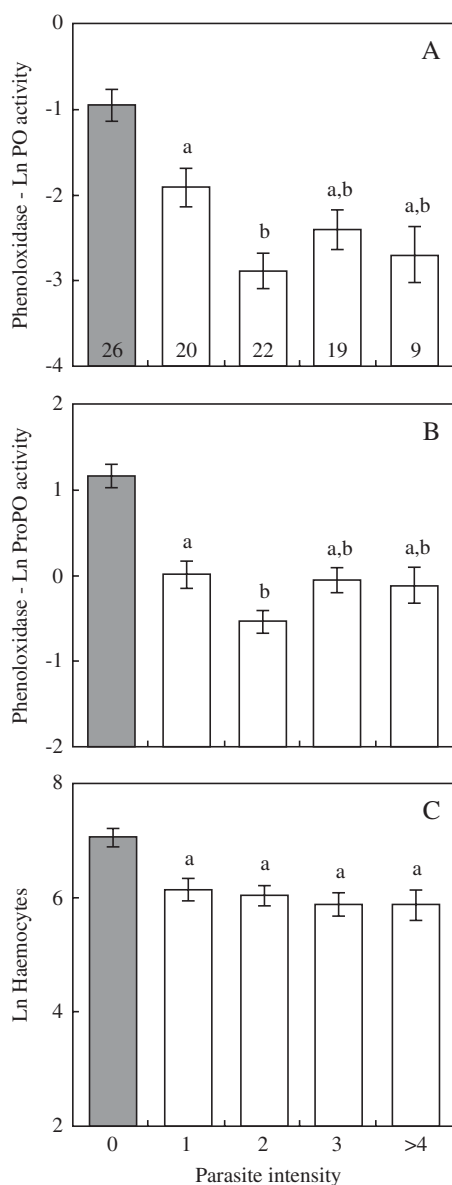 0
A
-1
a
a,b
a,b
-2
b
-3
26 20 22 19 9
-4
Phenoloxidase - Ln PO activity
2
B
1
a
a,b
a,b
0
b
-1
-2
Phenoloxidase - Ln ProPO activity
8
C
a a a a
6
4
2
Ln Haemocytes
0 1 2 3 >4
Parasite intensity